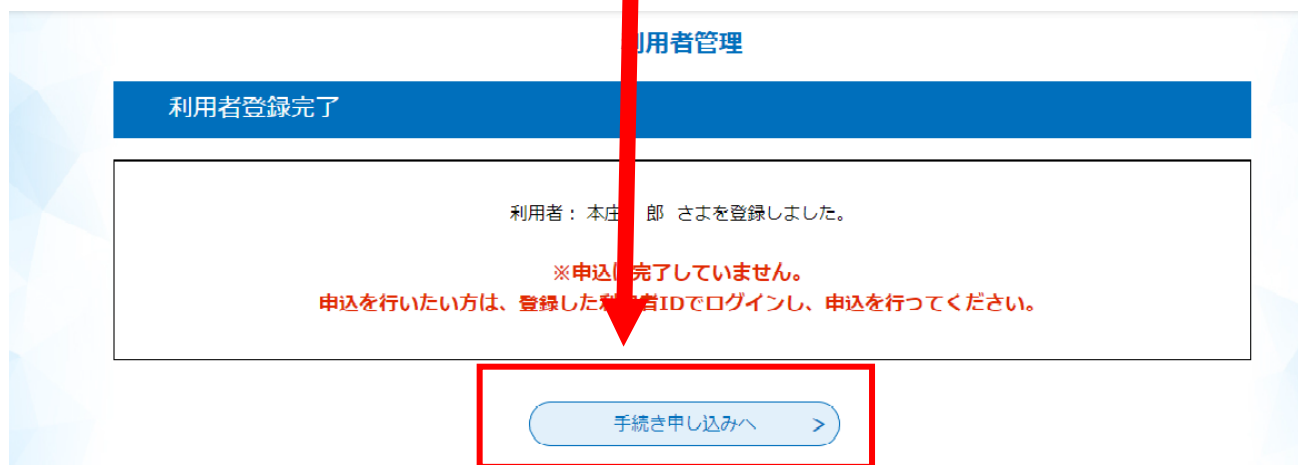 用者管理
利用者登録完了
利用者： 本庄 郎 さまを登録しました。
※申込 完了していません。
申込を行いたい方は、登録した 者IDでログインし、申込を行ってください。
手続き申し込みへ >